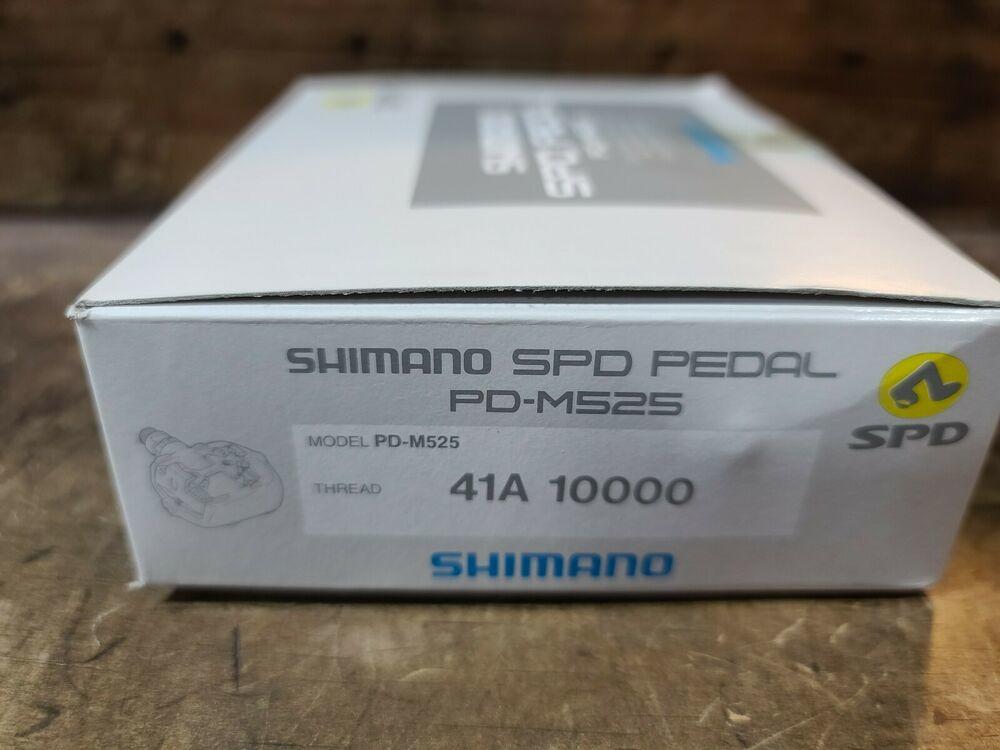 SHIMANO SPD PEDAL
PD-M525
SPD
MODEL PD-M525
THREAD 41A 10000
SHIMANO